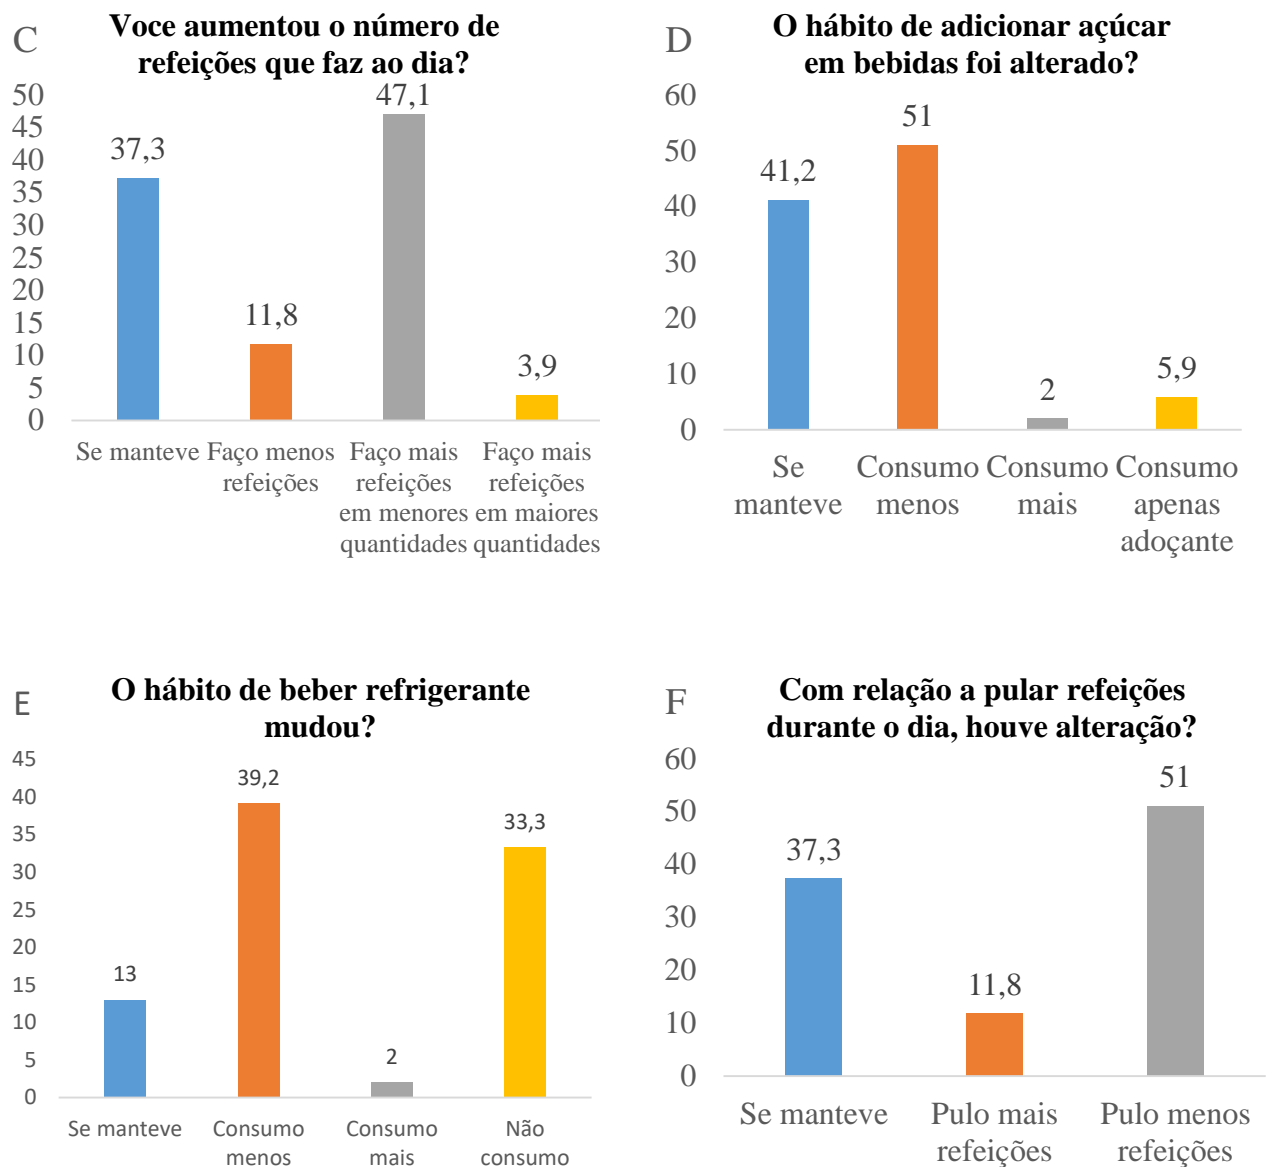 C
Voce aumentou o número de
refeições que faz ao dia?
50
45
40
35
30
25
20
15
10
5
0
37,3
11,8
47,1
3,9
Se manteve
Faço menos
refeições
Faço mais
refeições
em menores
quantidades
Faço mais
refeições
em maiores
quantidades
D
O hábito de adicionar açúcar
em bebidas foi alterado?
60
50
40
30
20
10
0
41,2
51
2
5,9
Se
manteve
Consumo
menos
Consumo
mais
Consumo
apenas
adoçante
E
O hábito de beber refrigerante
mudou?
45
40
35
30
25
20
15
10
5
0
13
39,2
2
33,3
Se manteve
Consumo
menos
Consumo
mais
Não
consumo
F
Com relação a pular refeições
durante o dia, houve alteração?
60
50
40
30
20
10
0
37,3
11,8
51
Se manteve
Pulo mais
refeições
Pulo menos
refeições